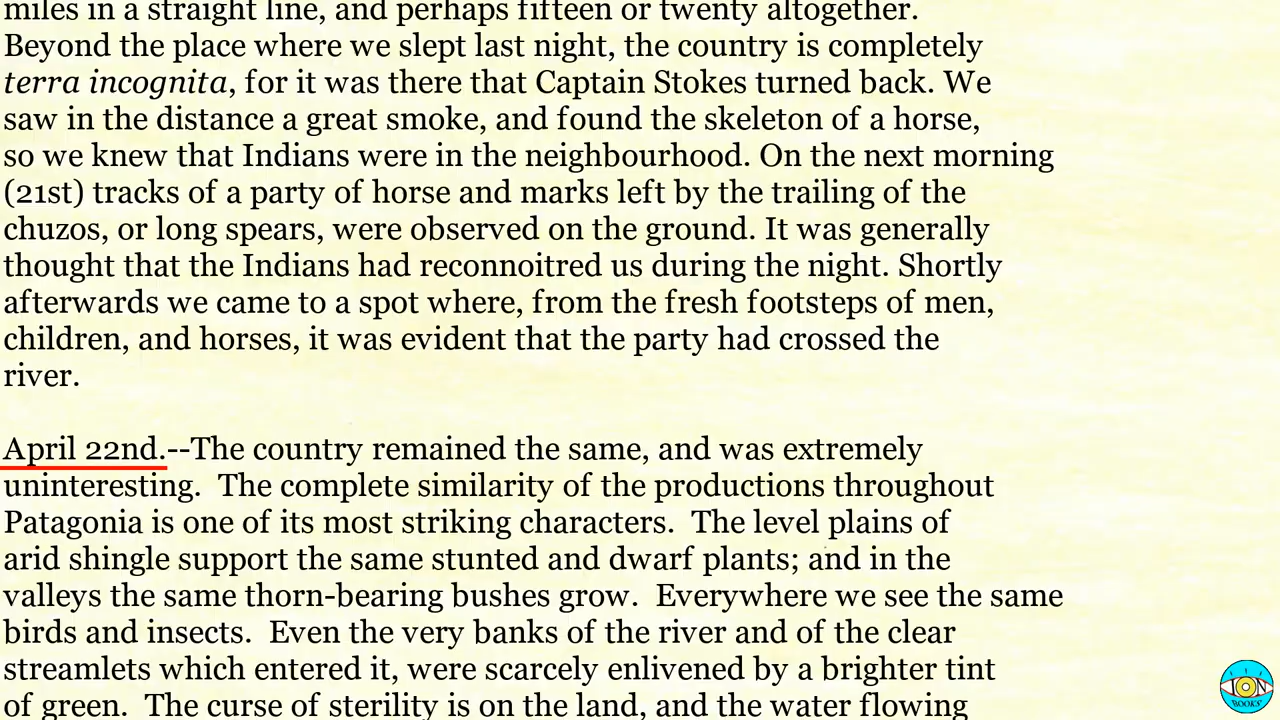 miles in a straight line, and perhaps fifteen or twenty altogether.
Beyond the place where we slept last night, the country is completely
terra incognita, for it was there that Captain Stokes turned back. We
saw in the distance a great smoke, and found the skeleton of a horse,
so we knew that Indians were in the neighbourhood. On the next morning
(21st) tracks of a party of horse and marks left by the trailing of the
chuzos, or long spears, were observed on the ground. It was generally
thought that the Indians had reconnoitred us during the night. Shortly
afterwards we came to a spot where, from the fresh footsteps of men,
children, and horses, it was evident that the party had crossed the
river.
April 22nd.--The country remained the same, and was extremely
uninteresting.  The complete similarity of the productions throughout
Patagonia is one of its most striking characters.  The level plains of
arid shingle support the same stunted and dwarf plants; and in the
valleys the same thorn-bearing bushes grow.  Everywhere we see the same
birds and insects.  Even the very banks of the river and of the clear
streamlets which entered it, were scarcely enlivened by a brighter tint
of green.  The curse of sterility is on the land, and the water flowing
ION
BOOKS